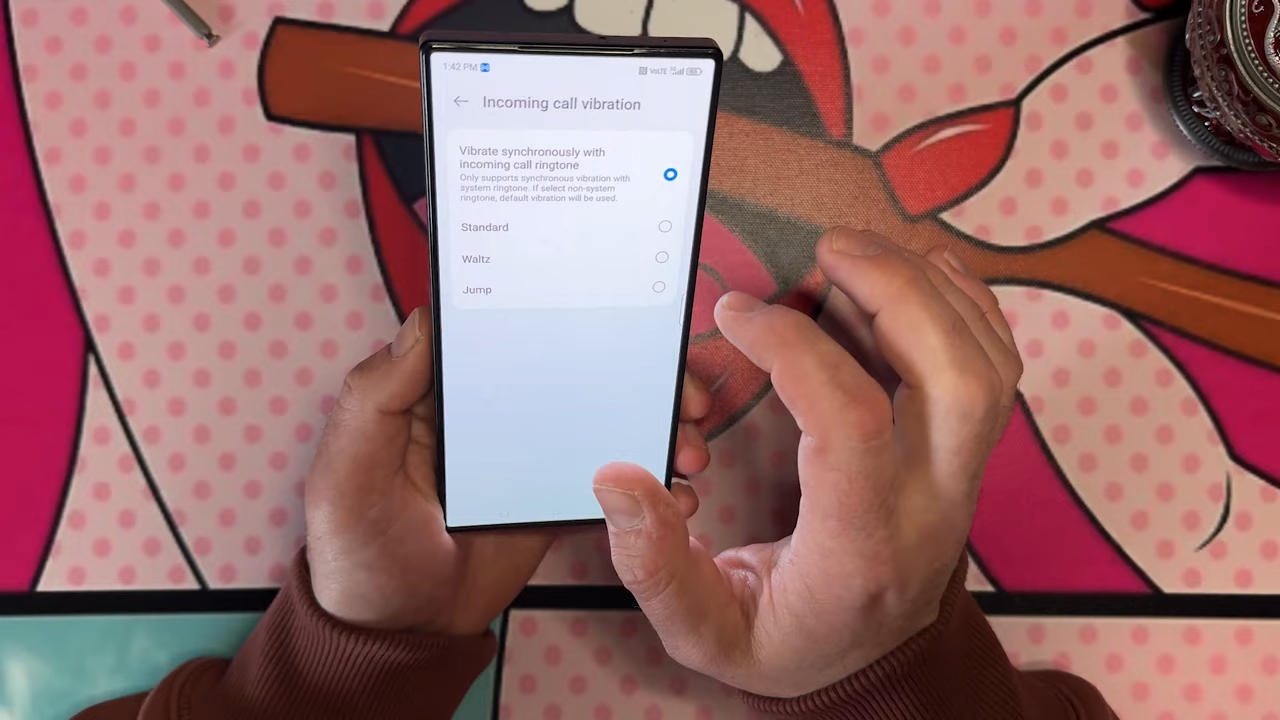 1:42 PM
VoLTE
Incoming call vibration
Vibrate synchronously with
incoming call ringtone
Only supports synchronous vibration with
system ringtone. If select non-system
ringtone, default vibration will be used.
Standard
Waltz
Jump